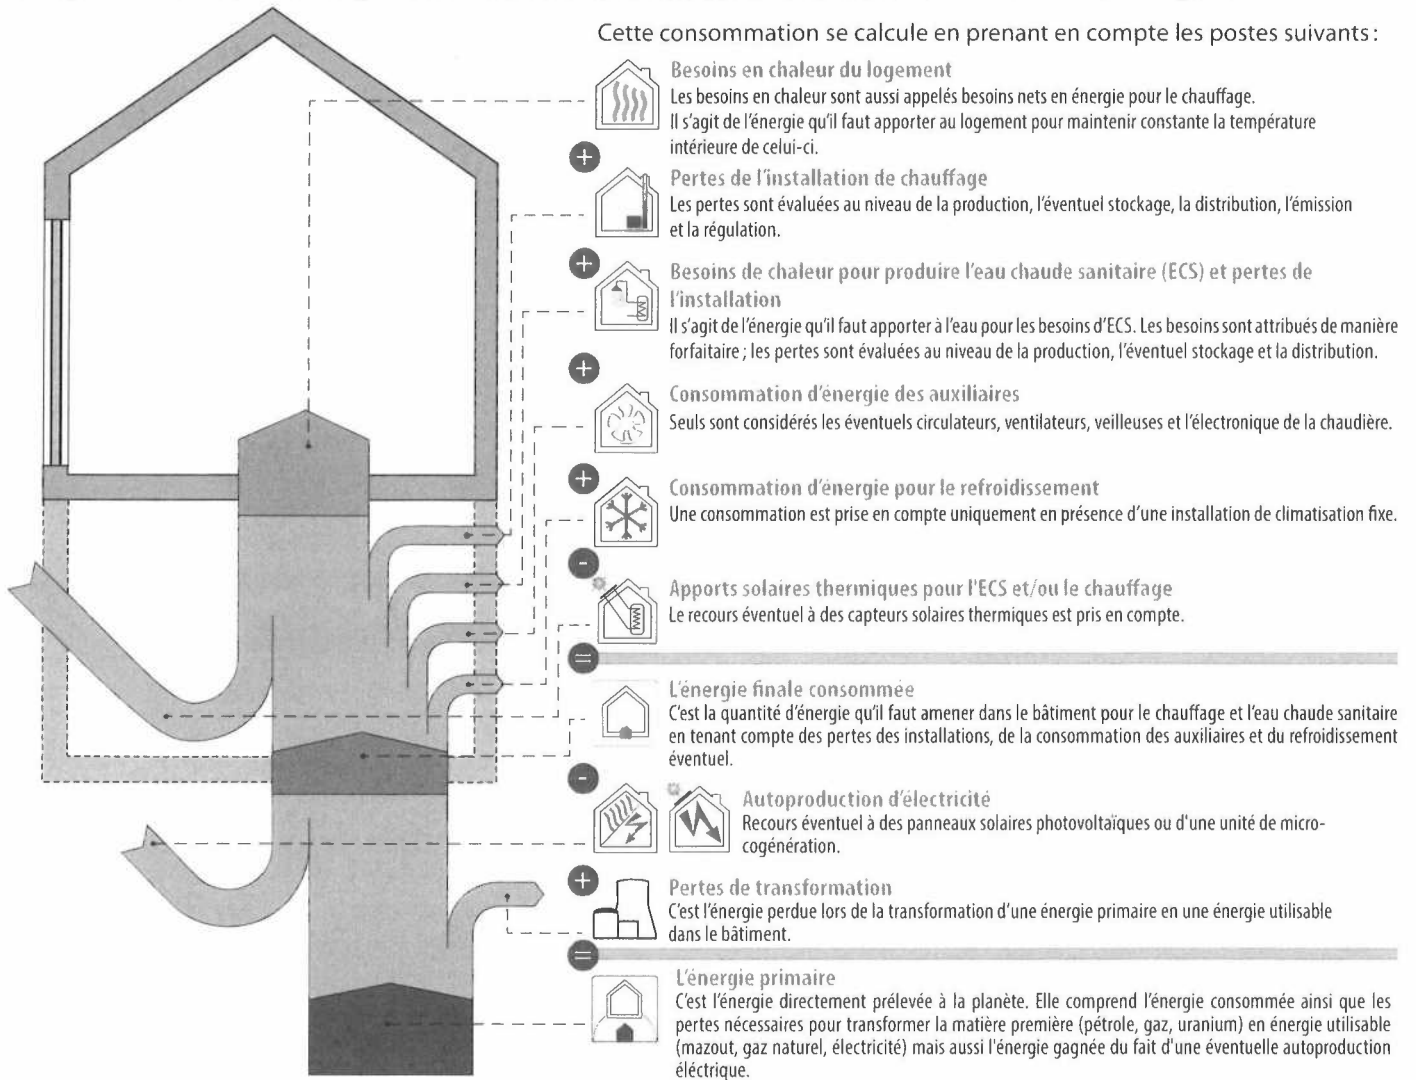 Cette consommation se calcule en prenant en compte les postes suivants :
Besoins en chaleur du logement
Les besoins en chaleur sont aussi appelés besoins nets en énergie pour le chauffage.
Il s'agit de l'énergie qu'il faut apporter au logement pour maintenir constante la température
intérieure de celui-ci.
+
Pertes de l'installation de chauffage
Les pertes sont évaluées au niveau de la production, l'éventuel stockage, la distribution, l'émission
et la régulation.
+
Besoins de chaleur pour produire l'eau chaude sanitaire (ECS) et pertes de
l'installation
Il s'agit de l'énergie qu'il faut apporter à l'eau pour les besoins d'ECS. Les besoins sont attribués de manière
forfaitaire ; les pertes sont évaluées au niveau de la production, l'éventuel stockage et la distribution.
+
Consommation d'énergie des auxiliaires
Seuls sont considérés les éventuels circulateurs, ventilateurs, veilleuses et l'électronique de la chaudière.
+
Consommation d'énergie pour le refroidissement
Une consommation est prise en compte uniquement en présence d'une installation de climatisation fixe.
-
Apports solaires thermiques pour l'ECS et/ou le chauffage
Le recours éventuel à des capteurs solaires thermiques est pris en compte.
=
L'énergie finale consommée
C'est la quantité d'énergie qu'il faut amener dans le bâtiment pour le chauffage et l'eau chaude sanitaire
en tenant compte des pertes des installations, de la consommation des auxiliaires et du refroidissement
éventuel.
-
Autoproduction d'électricité
Recours éventuel à des panneaux solaires photovoltaïques ou d'une unité de micro-
cogénération.
+
Pertes de transformation
C'est l'énergie perdue lors de la transformation d'une énergie primaire en une énergie utilisable
dans le bâtiment.
=
L'énergie primaire
C'est l'énergie directement prélevée à la planète. Elle comprend l'énergie consommée ainsi que les
pertes nécessaires pour transformer la matière première (pétrole, gaz, uranium) en énergie utilisable
(mazout, gaz naturel, électricité) mais aussi l'énergie gagnée du fait d'une éventuelle autoproduction
éléctrique.